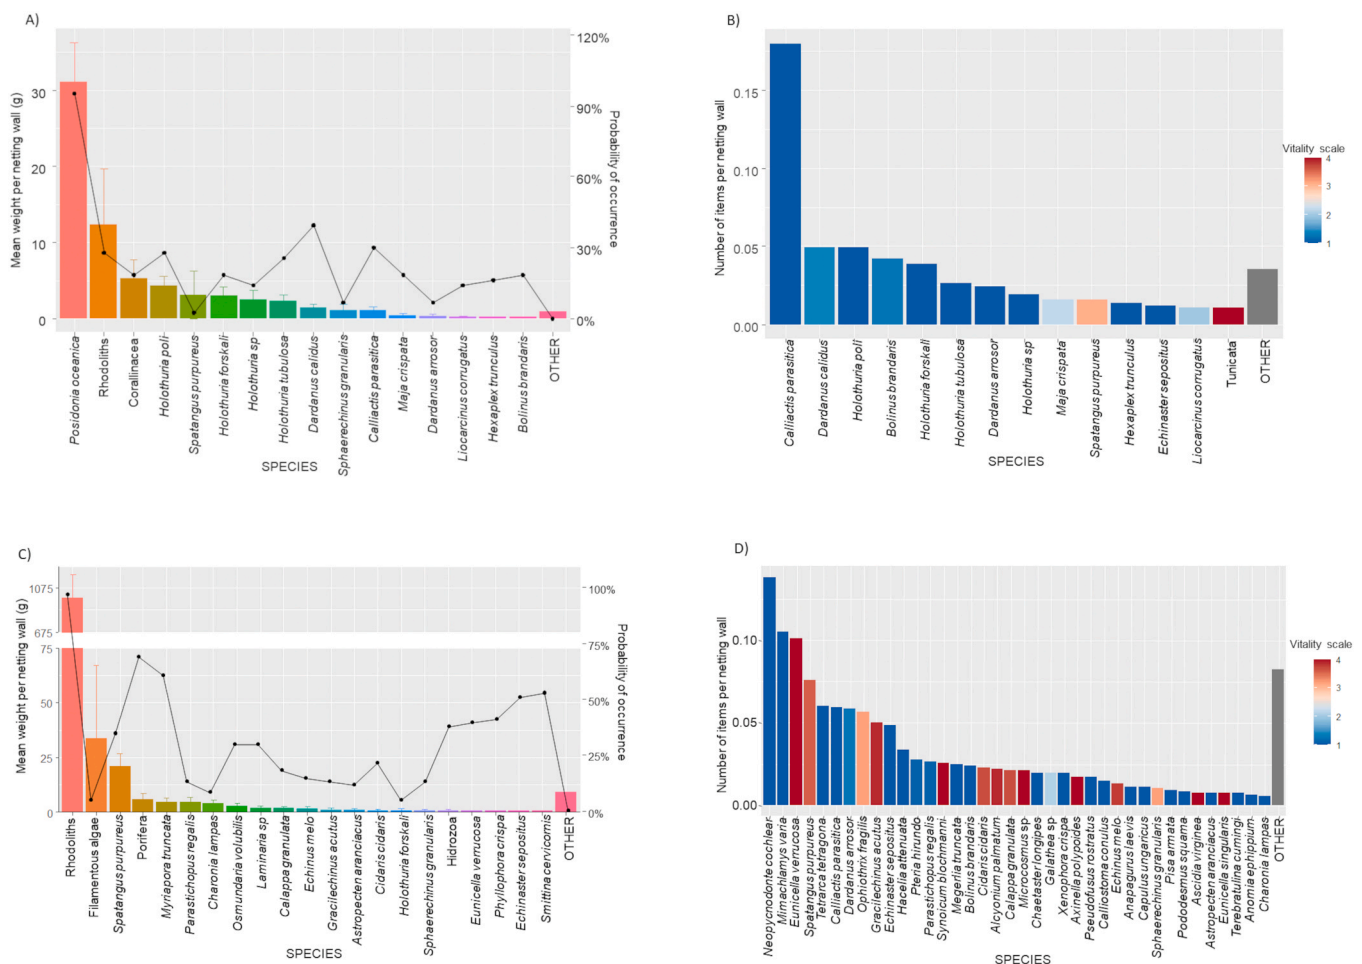 A)
Mean weight per netting wall (g)
30
20
10
0
120%
90%
60%
30%
0%
Probability of occurrence
Posidonia oceanica
Rhodoliths
Corallinacea
Holothuria poli
Spatangus purpureus
Holothuria forskali
Holothuria sp
Holothuria tubulosa
Dardanus calidus
Sphaerechinus granularis
Calliactis parasitica
Maja crispata
Dardanus arrosor
Liocarcinus corrugatus
Hexaplex trunculus
Bolinus brandaris
OTHER
SPECIES
B)
Number of items per netting wall
0.15
0.10
0.05
0.00
Calliactis parasitica
Dardanus calidus
Holothuria poli
Bolinus brandaris
Holothuria forskali
Holothuria tubulosa
Dardanus arrosor
Holothuria sp
Maja crispata
Spatangus purpureus
Hexaplex trunculus
Echinaster sepositus
Liocarcinus corrugatus
Tunicata
OTHER
SPECIES
Vitality scale
4
3
2
1
C)
Mean weight per netting wall (g)
1075
675
75
50
25
0
100%
75%
50%
25%
0%
Probability of occurrence
Rhodoliths
Filamentous algae
Spatangus purpureus
Porifera
Myriapora truncata
Parastichopus regalis
Charonia lampas
Osmundaria volubilis
Laminaria sp
Calappa granulata
Echinus melo
Gracilechinus acutus
Astropecten aranciacus
Cidaris cidaris
Holothuria forskali
Sphaerechinus granularis
Hidrozoa
Eunicella verrucosa
Phyllophora crispa
Echinaster sepositus
Smittina cervicornis
OTHER
SPECIES
D)
Number of items per netting wall
0.10
0.05
0.00
Neopycnodonte cochlear
Mimachlamys varia
Eunicella verrucosa
Spatangus purpureus
Tetrarca tetragona
Calliactis parasitica
Dardanus arrosor
Ophiothrix fragilis
Gracilechinus acutus
Echinaster sepositus
Hacelia attenuata
Pteria hirundo
Parastichopus regalis
Synoicum blochmanni
Megerlia truncata
Bolinus brandaris
Cidaris cidaris
Alcyonium palmatum
Calappa granulata
Microcosmus sp
Chaetaster longipes
Galathea sp
Xenophora crispa
Axinella polypoides
Pseudofusus rostratus
Calliostoma conulus
Echinus melo
Anapagurus laevis
Capulus ungaricus
Sphaerechinus granularis
Pisa armata
Pododesmus squama
Ascidia virginea
Astropecten aranciacus
Eunicella singularis
Terebratulina cumingi
Anomia ephippium
Charonia lampas
OTHER
SPECIES
Vitality scale
4
3
2
1